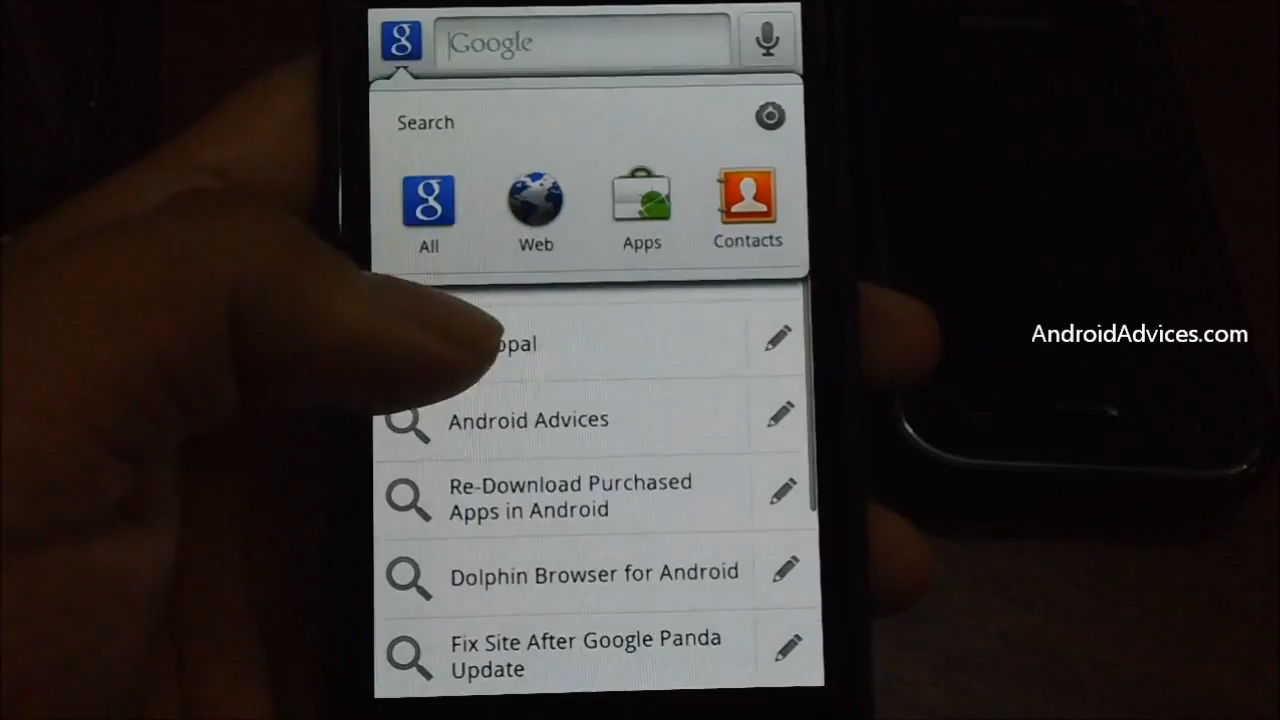 g Google
Search
g
All Web Apps Contacts
Android Advices
Re-Download Purchased
Apps in Android
Dolphin Browser for Android
Fix Site After Google Panda
Update
AndroidAdvices.com